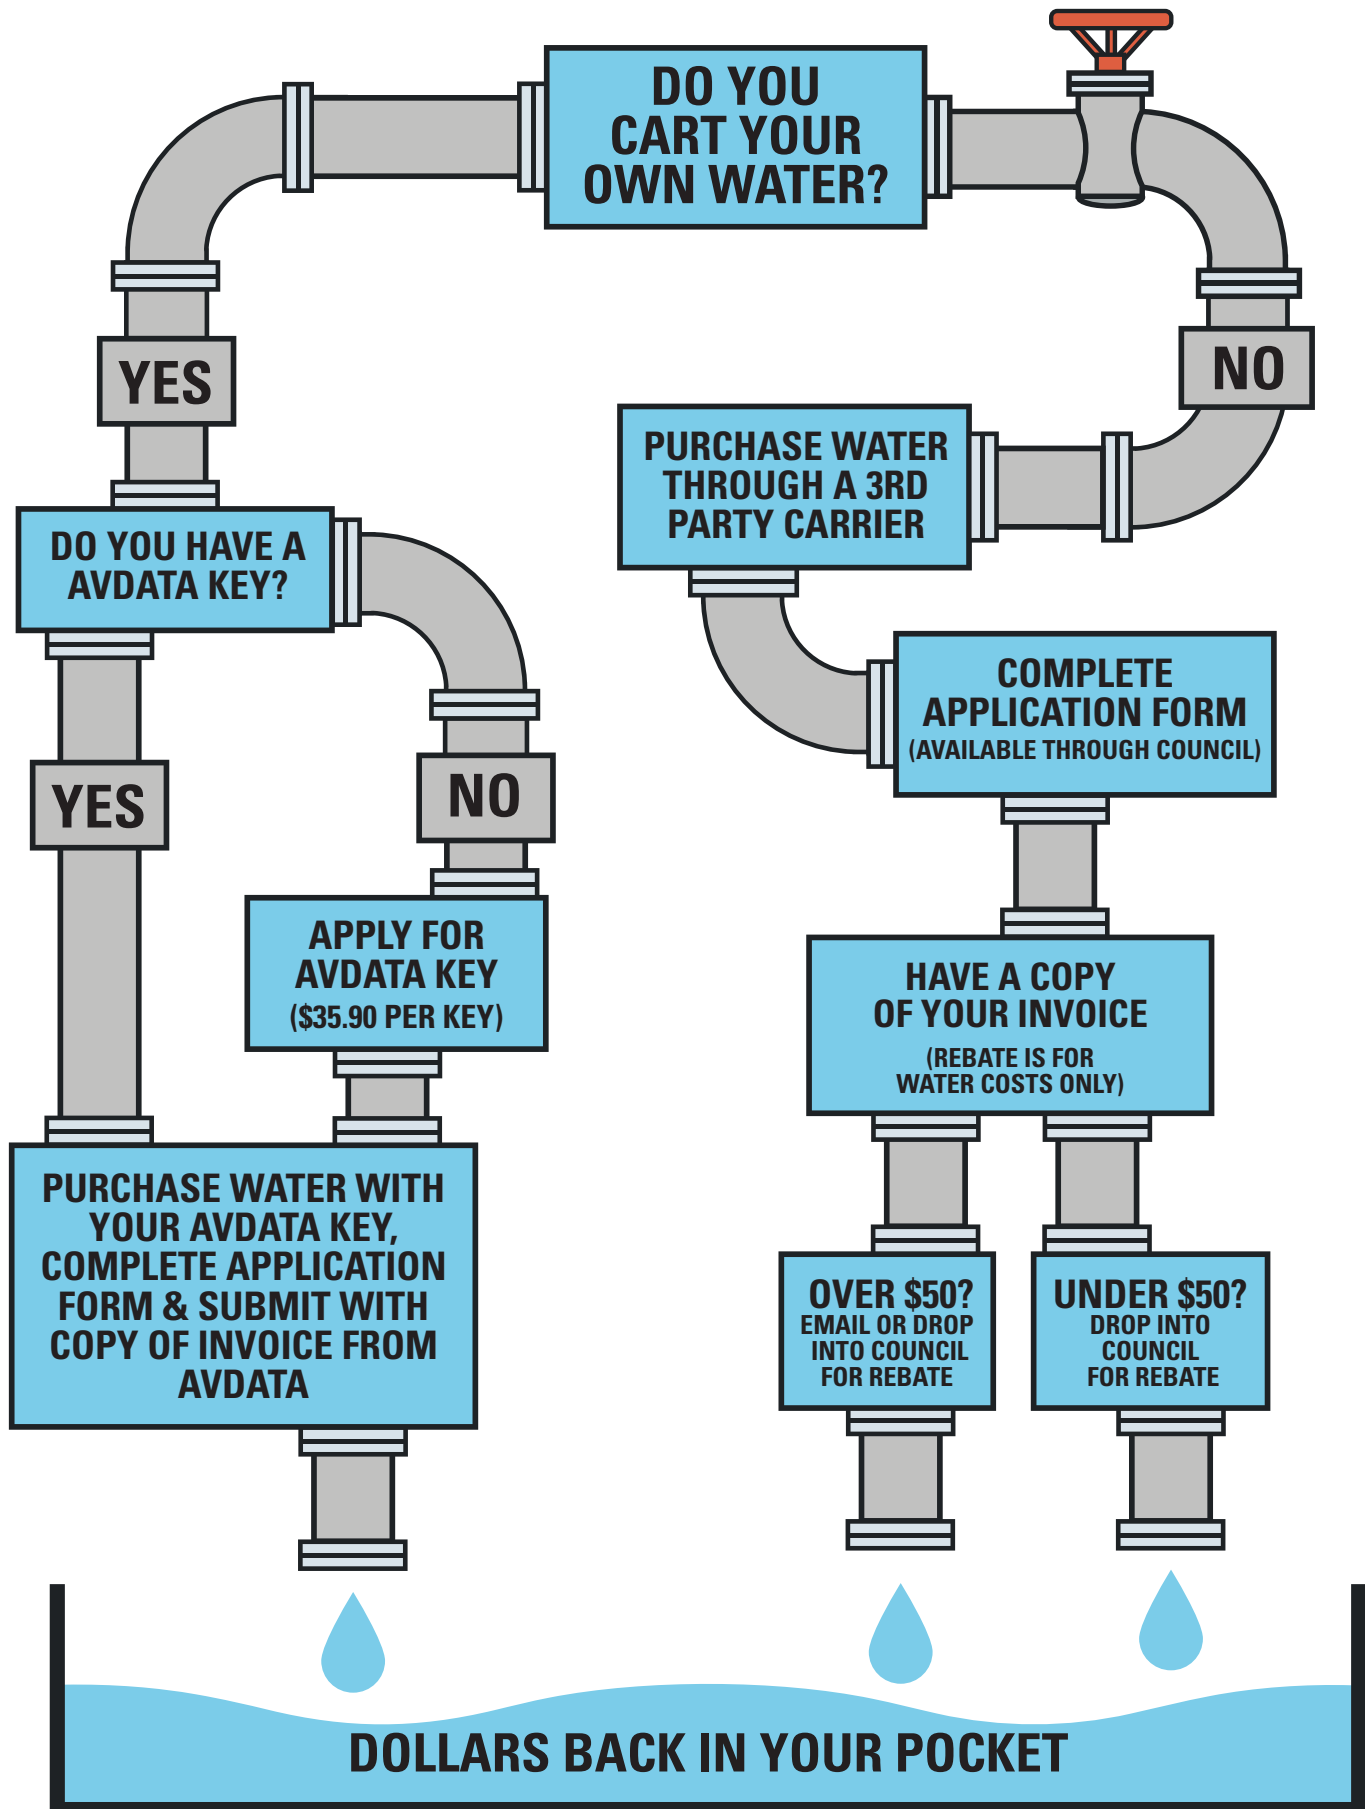 DO YOU
CART YOUR
OWN WATER?
YES
DO YOU HAVE A
AVDATA KEY?
YES
NO
APPLY FOR
AVDATA KEY
($35.90 PER KEY)
PURCHASE WATER WITH
YOUR AVDATA KEY,
COMPLETE APPLICATION
FORM & SUBMIT WITH
COPY OF INVOICE FROM
AVDATA
NO
PURCHASE WATER
THROUGH A 3RD
PARTY CARRIER
COMPLETE
APPLICATION FORM
(AVAILABLE THROUGH COUNCIL)
HAVE A COPY
OF YOUR INVOICE
(REBATE IS FOR
WATER COSTS ONLY)
OVER $50?
EMAIL OR DROP
INTO COUNCIL
FOR REBATE
UNDER $50?
DROP INTO
COUNCIL
FOR REBATE
DOLLARS BACK IN YOUR POCKET